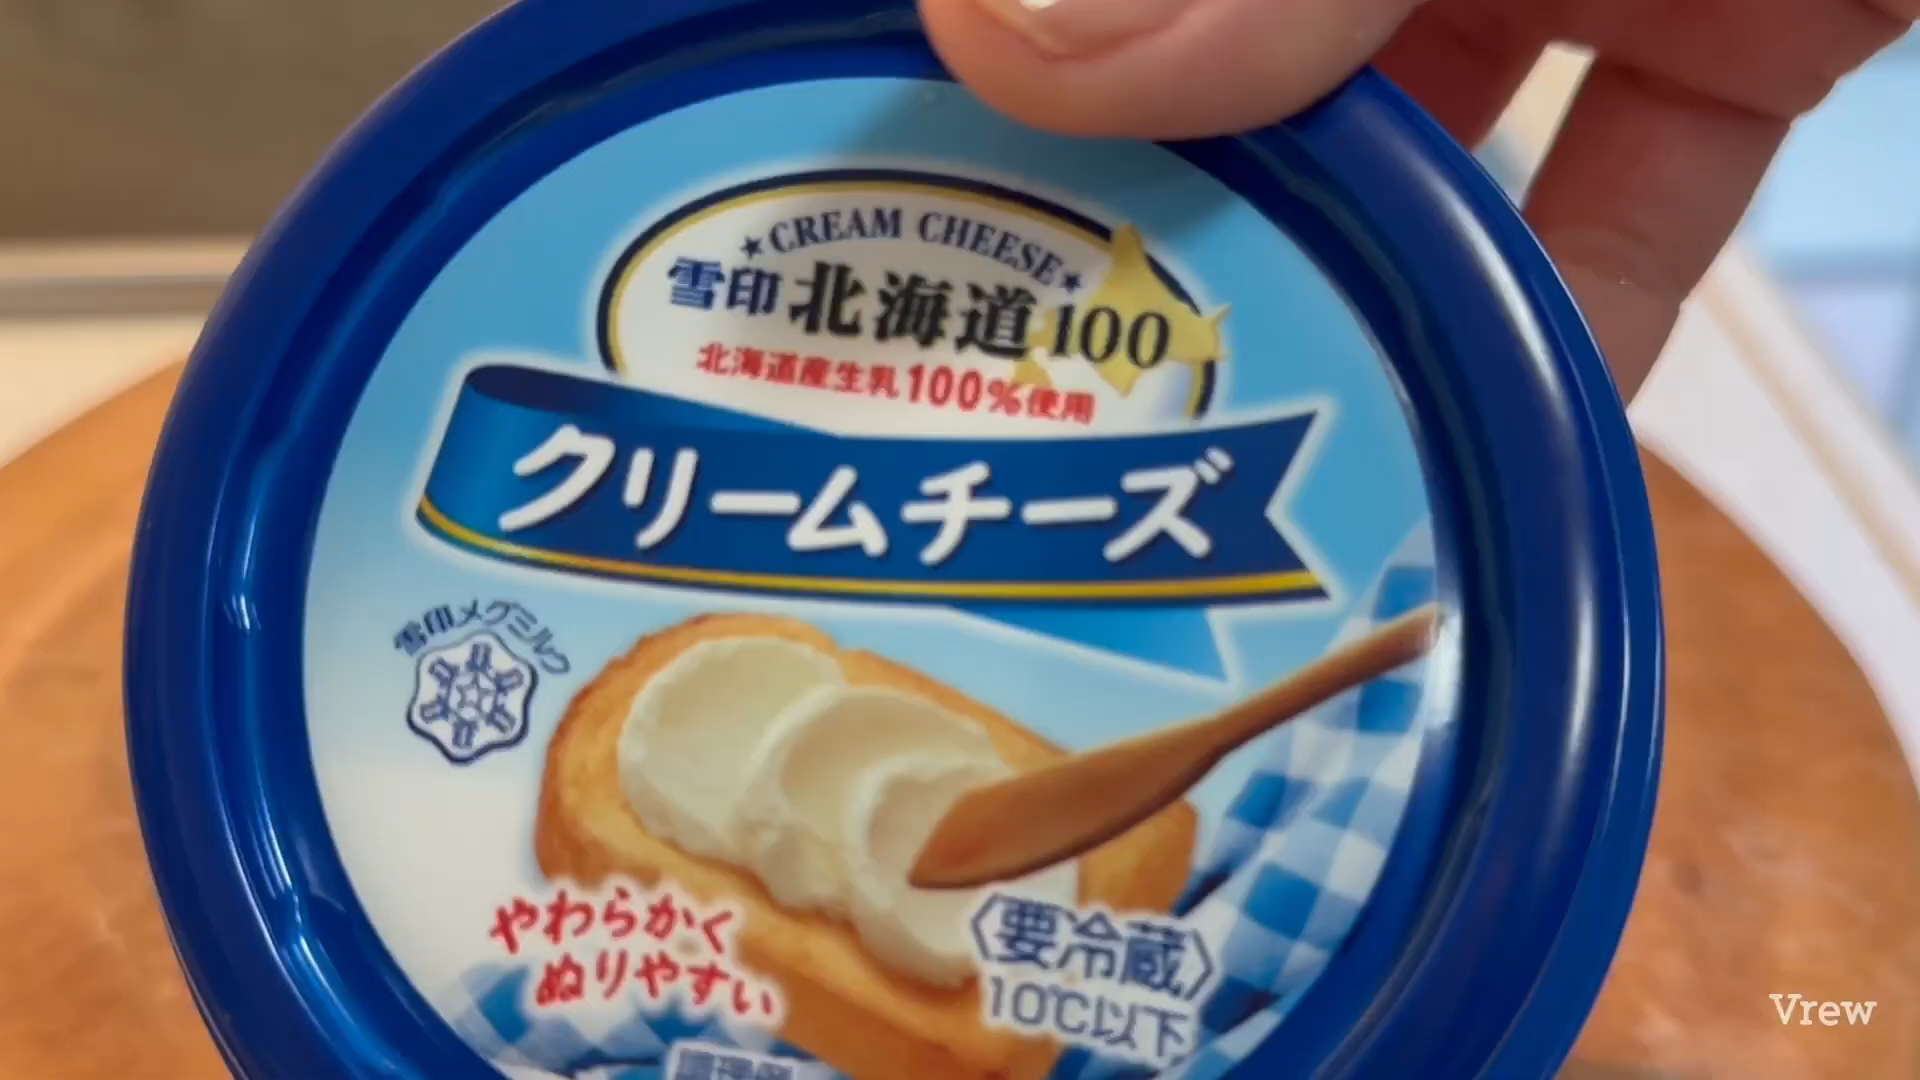 CREAM CHEESE
雪印 北海道100
北海道産生乳100%使用
クリームチーズ
雪印メグミルク
やわらかく
ぬりやすい
〈要冷蔵〉
10℃以下
Vrew